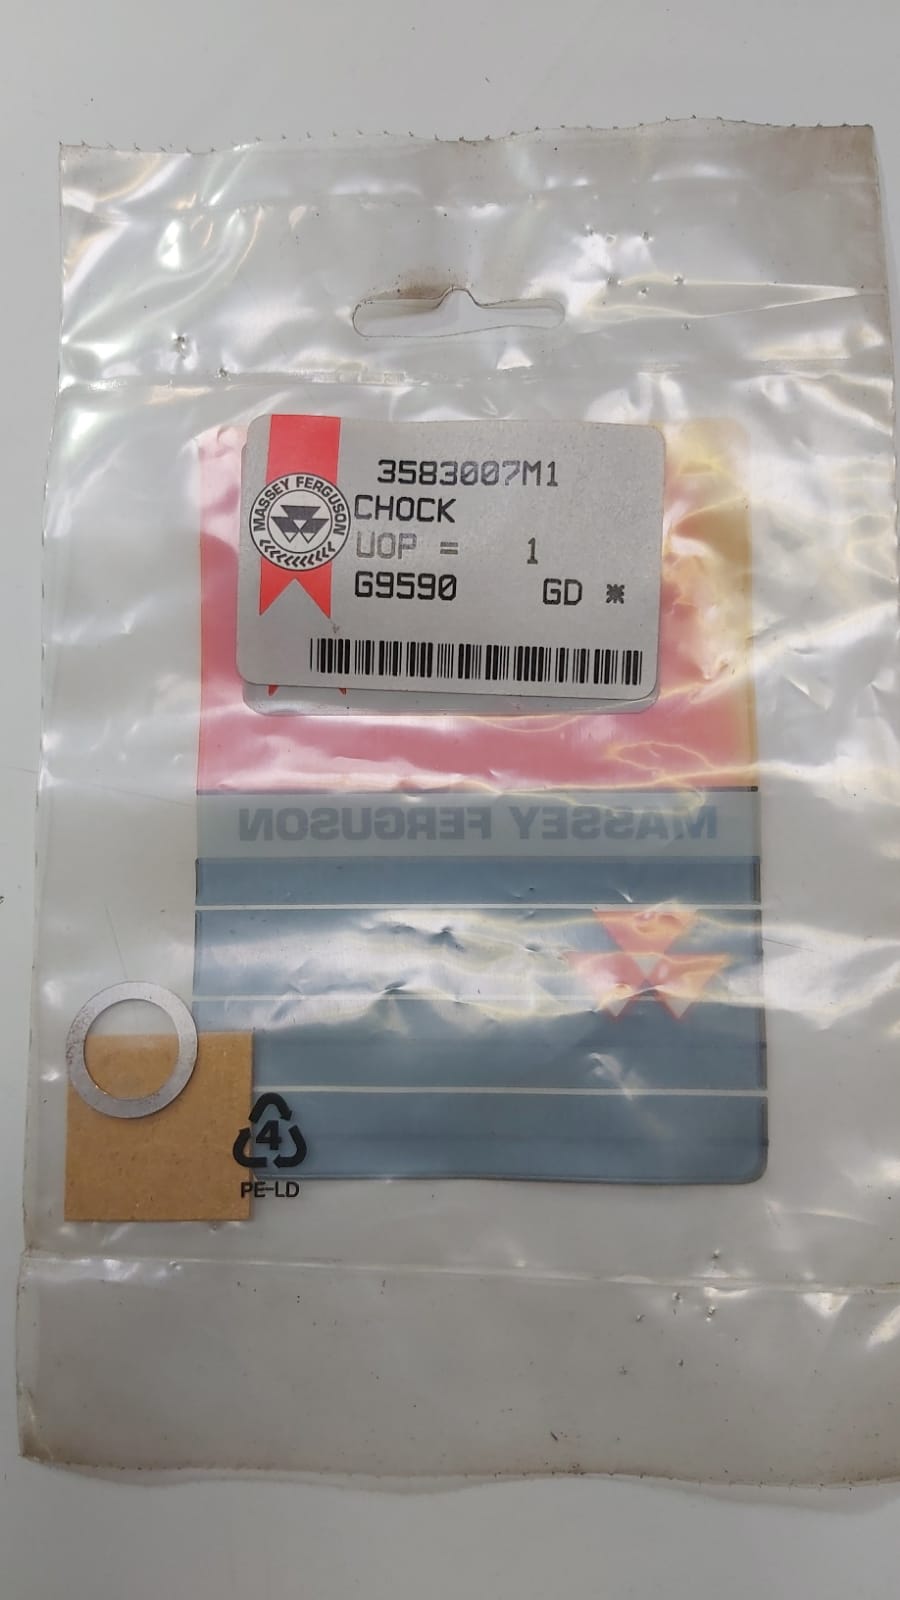 3583007M1
MASSEY FERGUSON
CHOCK
UOP = 1
G9590 GD *
MASSEY FERGUSON
4
PE-LD